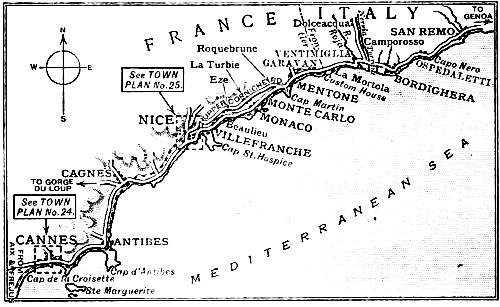 FRANCE
ITALY
TO GENOA
N
W
E
S
Dolceacqua
SAN REMO
Roquebrune
Frontier
R. Roja
Camporosso
VENTIMIGLIA
La Turbie
GARAVAN
Capo Nero
Eze
OSPEDALETTI
See TOWN
PLAN No.25.
La Mortola
BORDIGHERA
Custom House
UPPER CORNICHE RD
MENTONE
Cap Martin
MONTE CARLO
NICE
MONACO
Beaulieu
VILLEFRANCHE
Cap St. Hospice
CAGNES
TO GORGE
DU LOUP
See TOWN
PLAN No.24.
MEDITERRANEAN SEA
CANNES
ANTIBES
Cap d'Antibes
FROM
AIX & FREJUS
Cap de la Croisette
Ste Marguerite